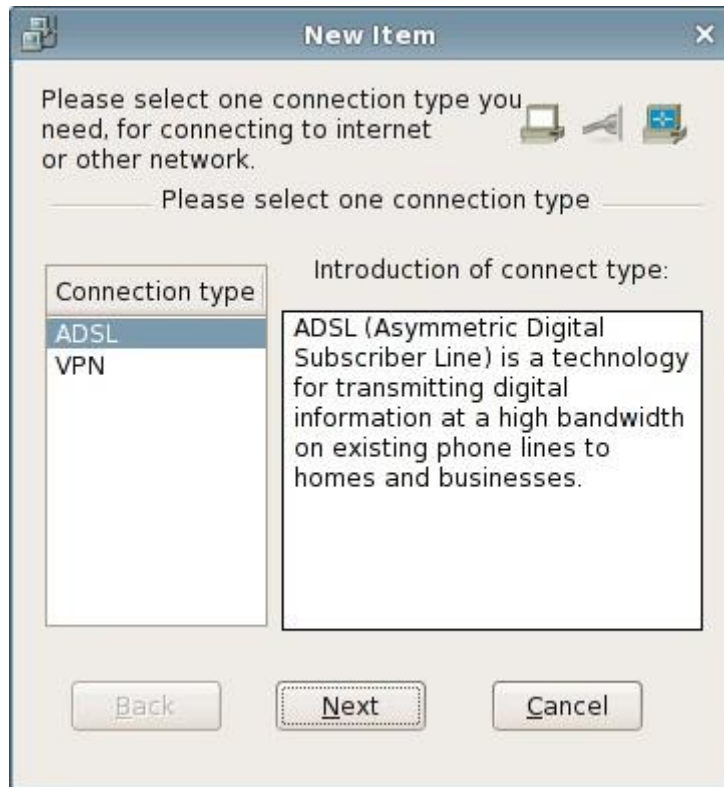 New Item
Please select one connection type you
need, for connecting to internet
or other network.
Please select one connection type
Connection type
ADSL
VPN
Introduction of connect type:
ADSL (Asymmetric Digital
Subscriber Line) is a technology
for transmitting digital
information at a high bandwidth
on existing phone lines to
homes and businesses.
Back
Next
Cancel